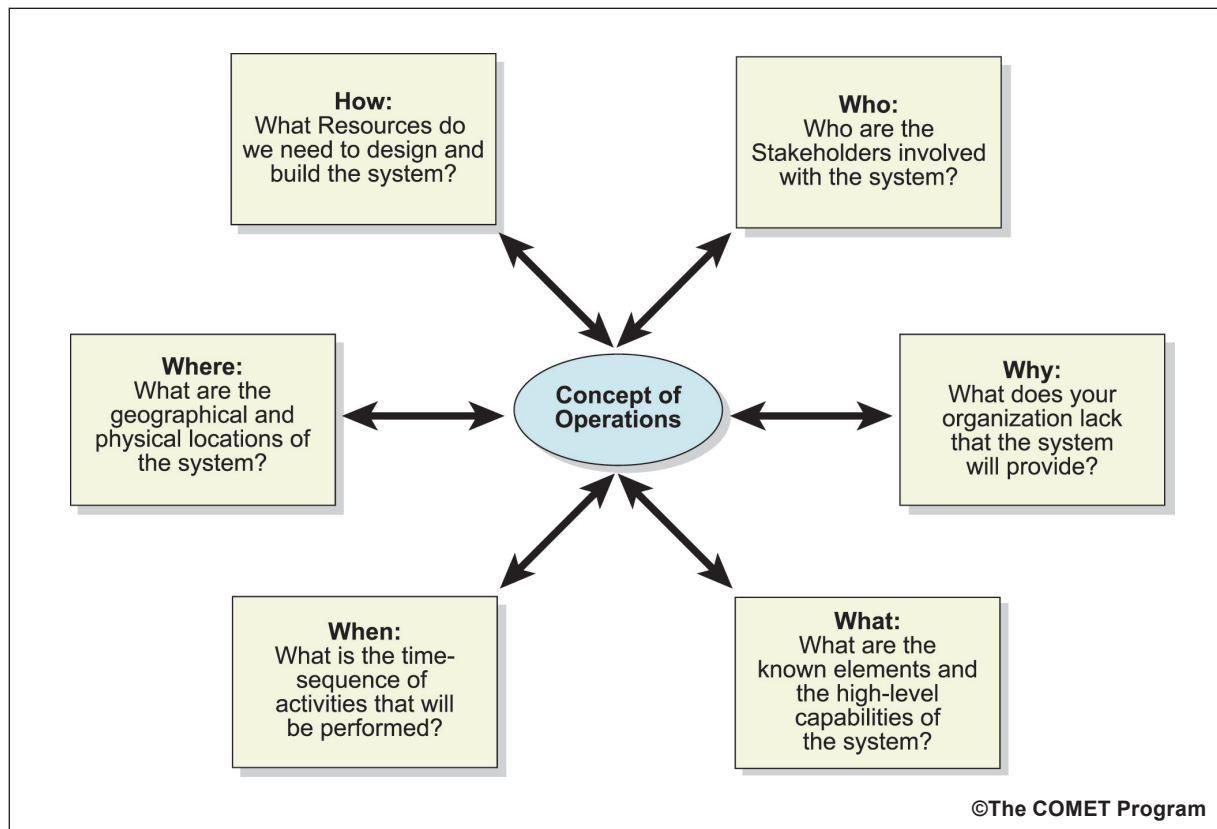 How:
What Resources do
we need to design and
build the system?
Who:
Who are the
Stakeholders involved
with the system?
Where:
What are the
geographical and
physical locations of
the system?
Concept of
Operations
Why:
What does your
organization lack
that the system
will provide?
When:
What is the time-
sequence of
activities that will
be performed?
What:
What are the
known elements and
the high-level
capabilities of
the system?
©The COMET Program